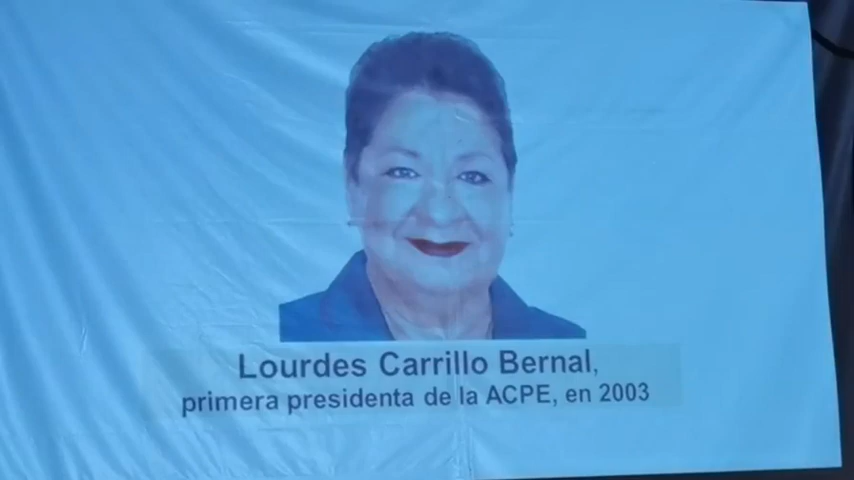 Lourdes Carrillo Bernal,
primera presidenta de la ACPE, en 2003